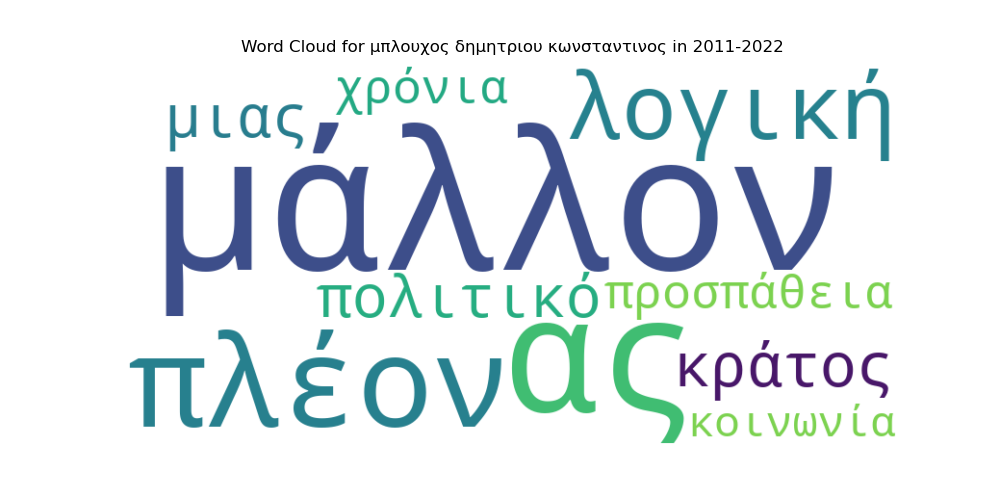 Word Cloud for μπλουχος δημητριου κωνσταντινος in 2011-2022
χρόνια
μιας
λογική
μάλλον
πολιτικό
προσπάθεια
πλέον
ας
κράτος
κοινωνία